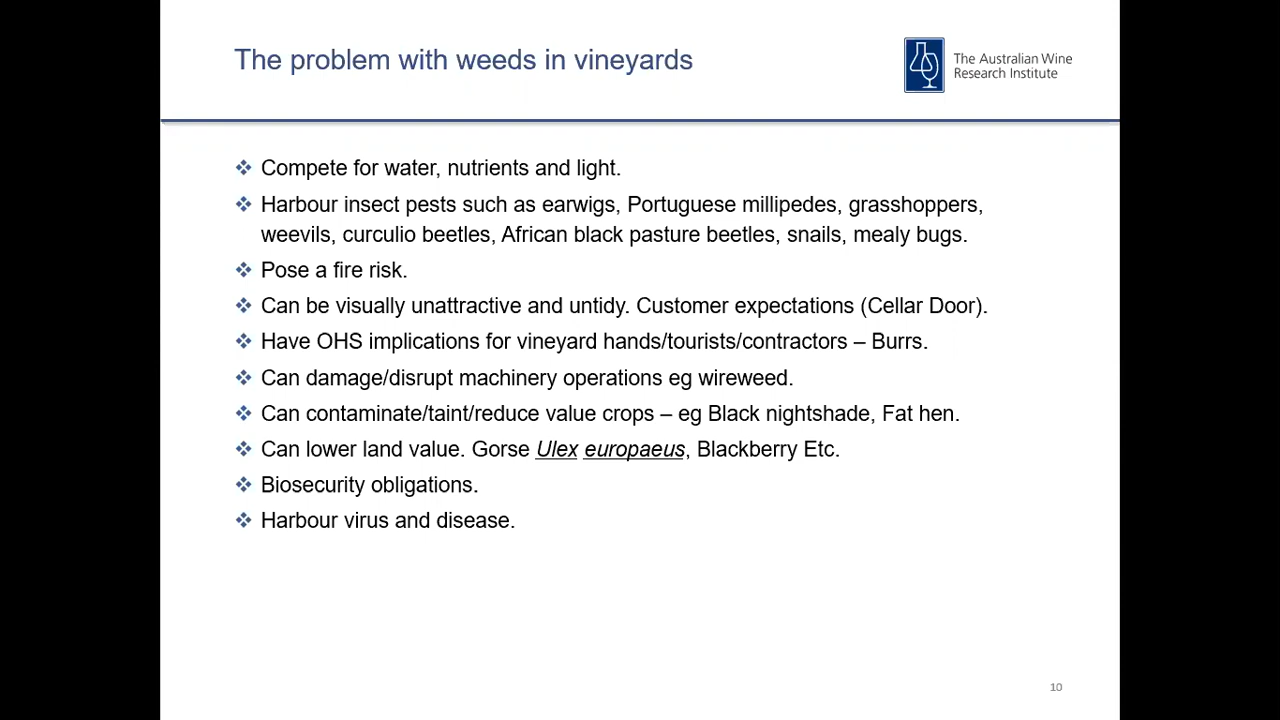 The problem with weeds in vineyards
The Australian Wine
Research Institute
Compete for water, nutrients and light.
Harbour insect pests such as earwigs, Portuguese millipedes, grasshoppers,
weevils, curculio beetles, African black pasture beetles, snails, mealy bugs.
Pose a fire risk.
Can be visually unattractive and untidy. Customer expectations (Cellar Door).
Have OHS implications for vineyard hands/tourists/contractors – Burrs.
Can damage/disrupt machinery operations eg wireweed.
Can contaminate/taint/reduce value crops – eg Black nightshade, Fat hen.
Can lower land value. Gorse Ulex europaeus, Blackberry Etc.
Biosecurity obligations.
Harbour virus and disease.
10